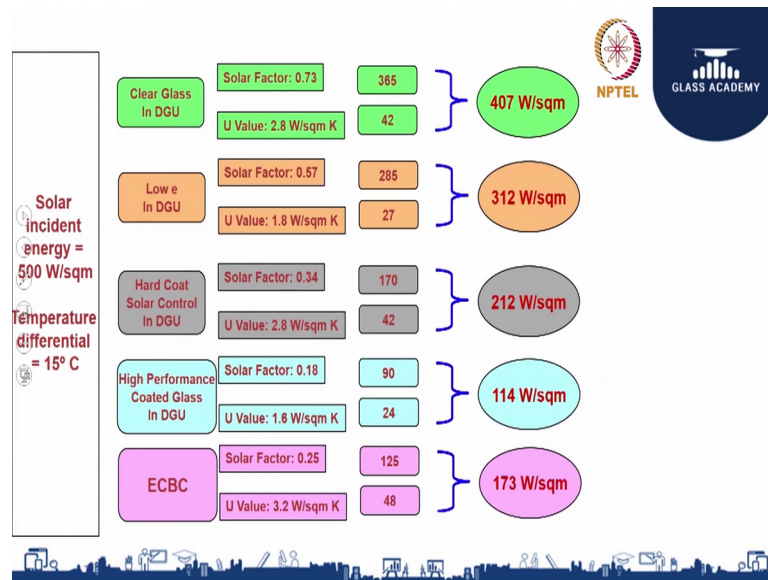 Solar
incident
energy =
500 W/sqm
Temperature
differential
= 15º C
Clear Glass
In DGU
Solar Factor: 0.73
365
U Value: 2.8 W/sqm K
42
407 W/sqm
Low e
In DGU
Solar Factor: 0.57
285
U Value: 1.8 W/sqm K
27
312 W/sqm
Hard Coat
Solar Control
In DGU
Solar Factor: 0.34
170
U Value: 2.8 W/sqm K
42
212 W/sqm
High Performance
Coated Glass
In DGU
Solar Factor: 0.18
90
U Value: 1.6 W/sqm K
24
114 W/sqm
ECBC
Solar Factor: 0.25
125
U Value: 3.2 W/sqm K
48
173 W/sqm
NPTEL
GLASS ACADEMY